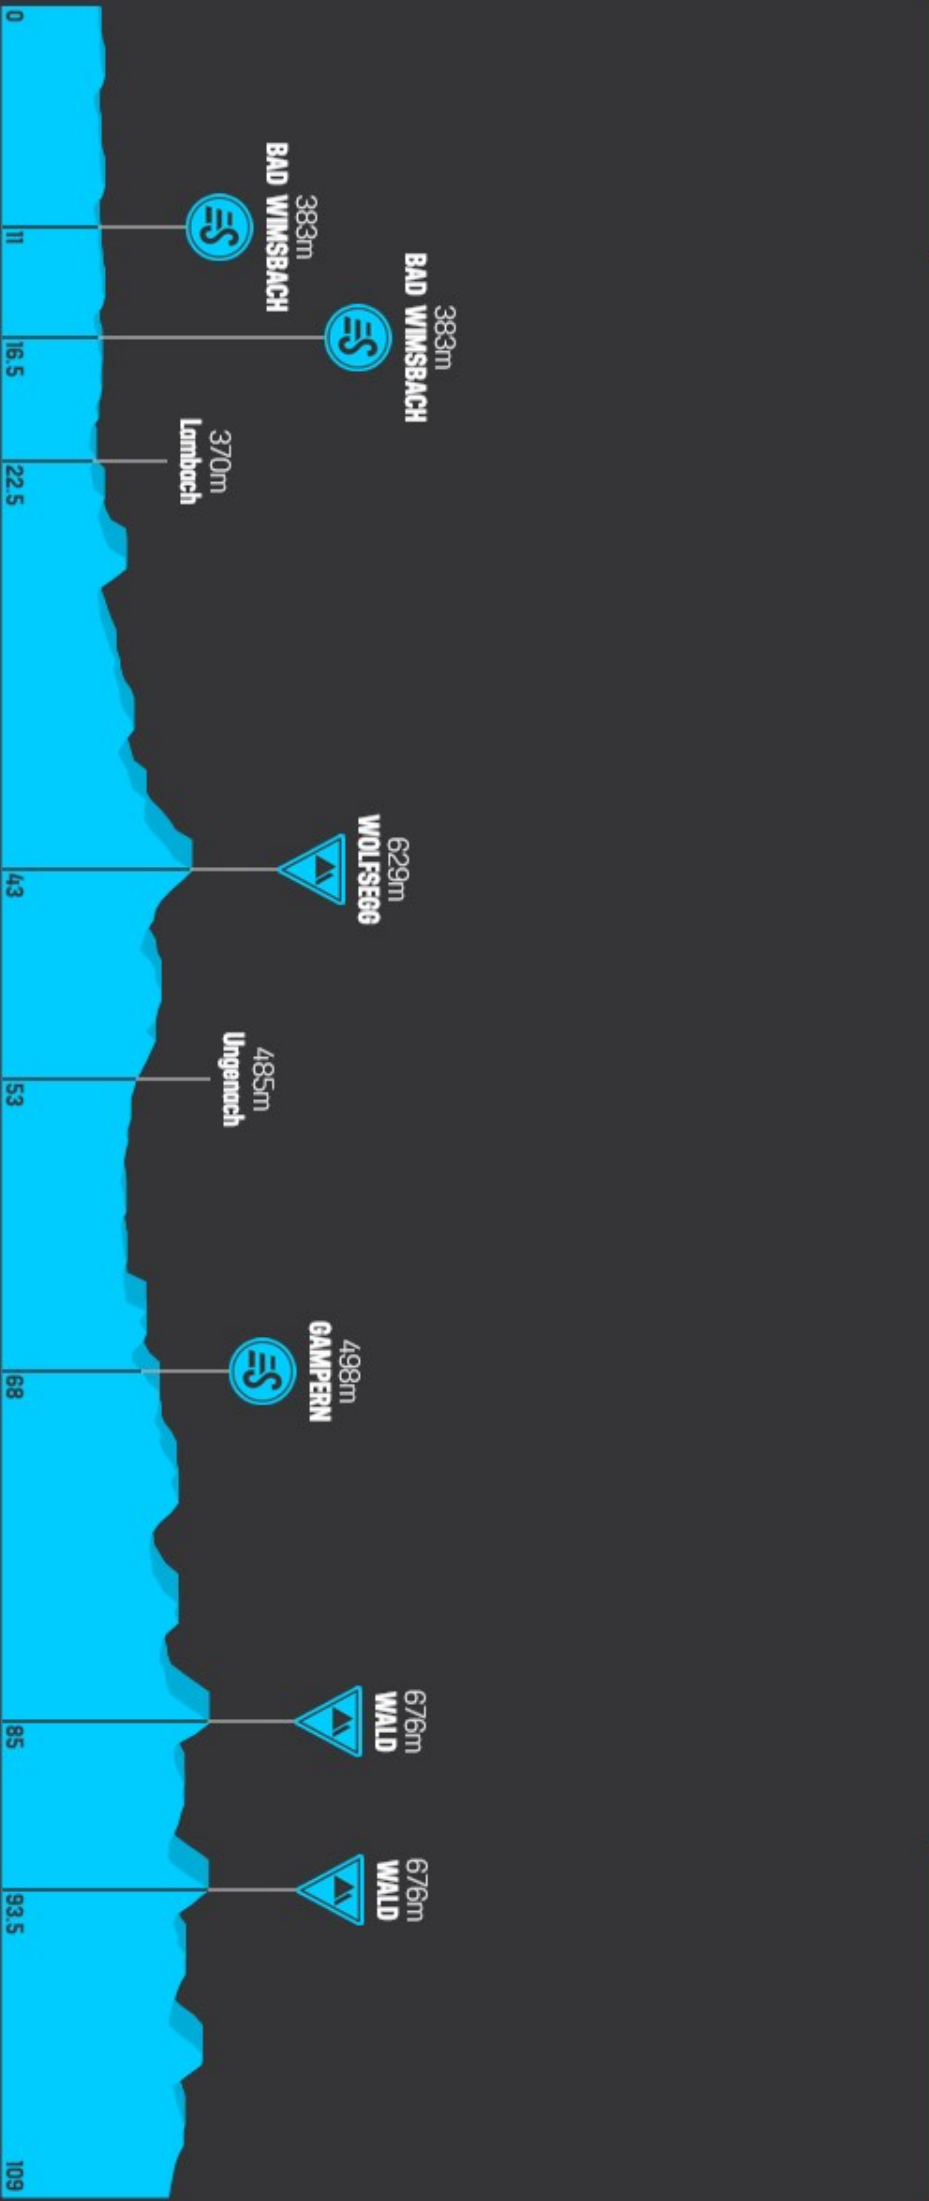 383m
BAD WIMSBACH
383m
BAD WIMSBACH
370m
Lambach
629m
WOLFSEGG
485m
Ungenach
498m
GAMPERN
676m
WALD
676m
WALD
0
11
16.5
22.5
43
53
68
85
93.5
109